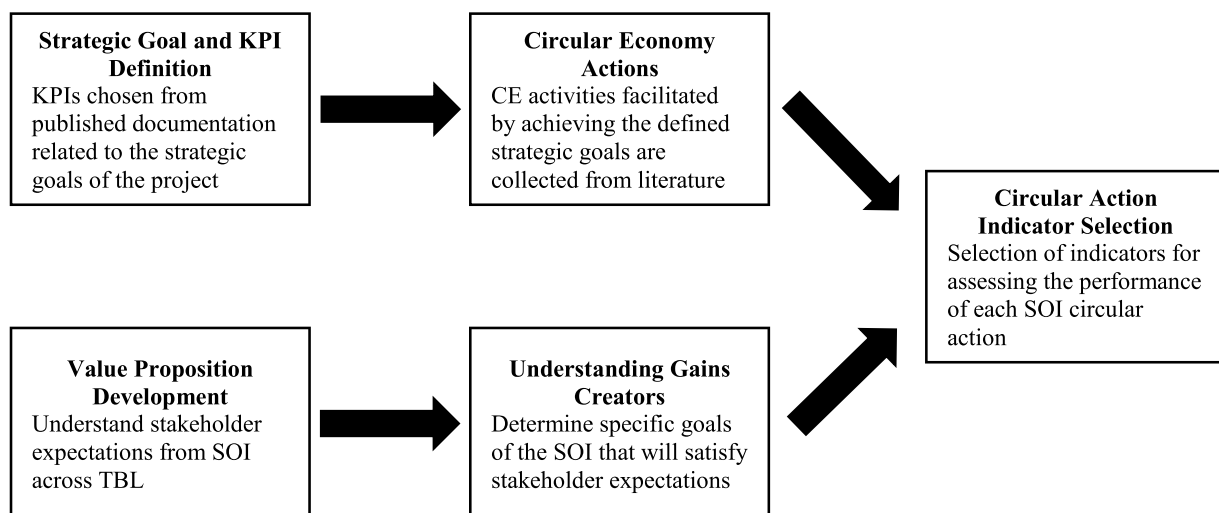 Strategic Goal and KPI
Definition
KPIs chosen from
published documentation
related to the strategic
goals of the project
Circular Economy
Actions
CE activities facilitated
by achieving the defined
strategic goals are
collected from literature
Circular Action
Indicator Selection
Selection of indicators for
assessing the performance
of each SOI circular
action
Value Proposition
Development
Understand stakeholder
expectations from SOI
across TBL
Understanding Gains
Creators
Determine specific goals
of the SOI that will satisfy
stakeholder expectations